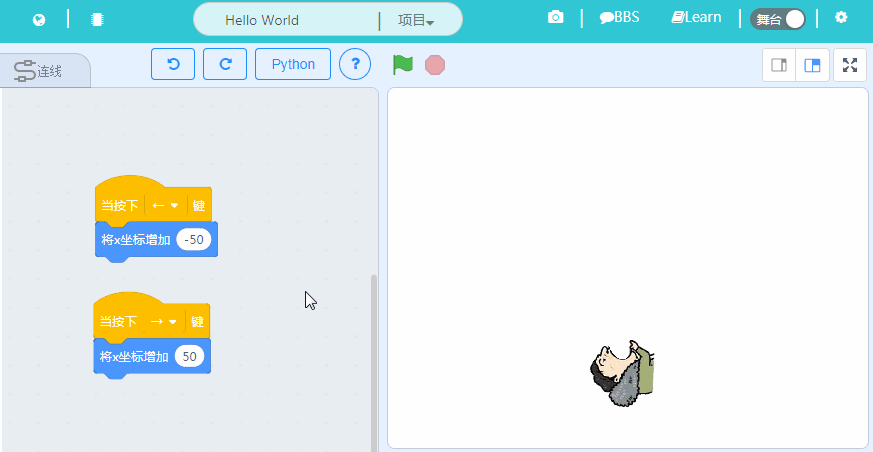 Hello World
项目
BBS
Learn
舞台
连线
Python
?
当按下 ← 键
将x坐标增加 -50
当按下 → 键
将x坐标增加 50